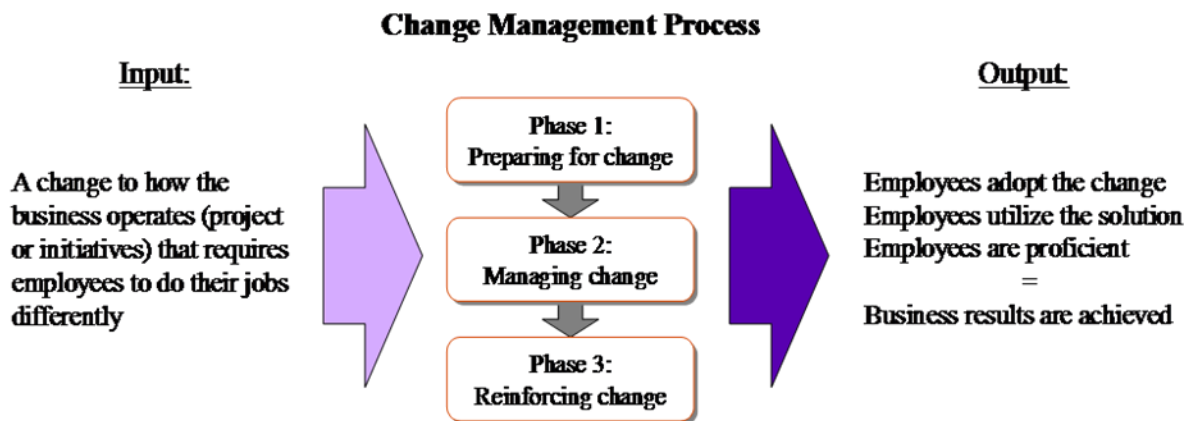 Change Management Process
Input:
A change to how the
business operates (project
or initiatives) that requires
employees to do their jobs
differently
Phase 1:
Preparing for change
Phase 2:
Managing change
Phase 3:
Reinforcing change
Output:
Employees adopt the change
Employees utilize the solution
Employees are proficient
=
Business results are achieved